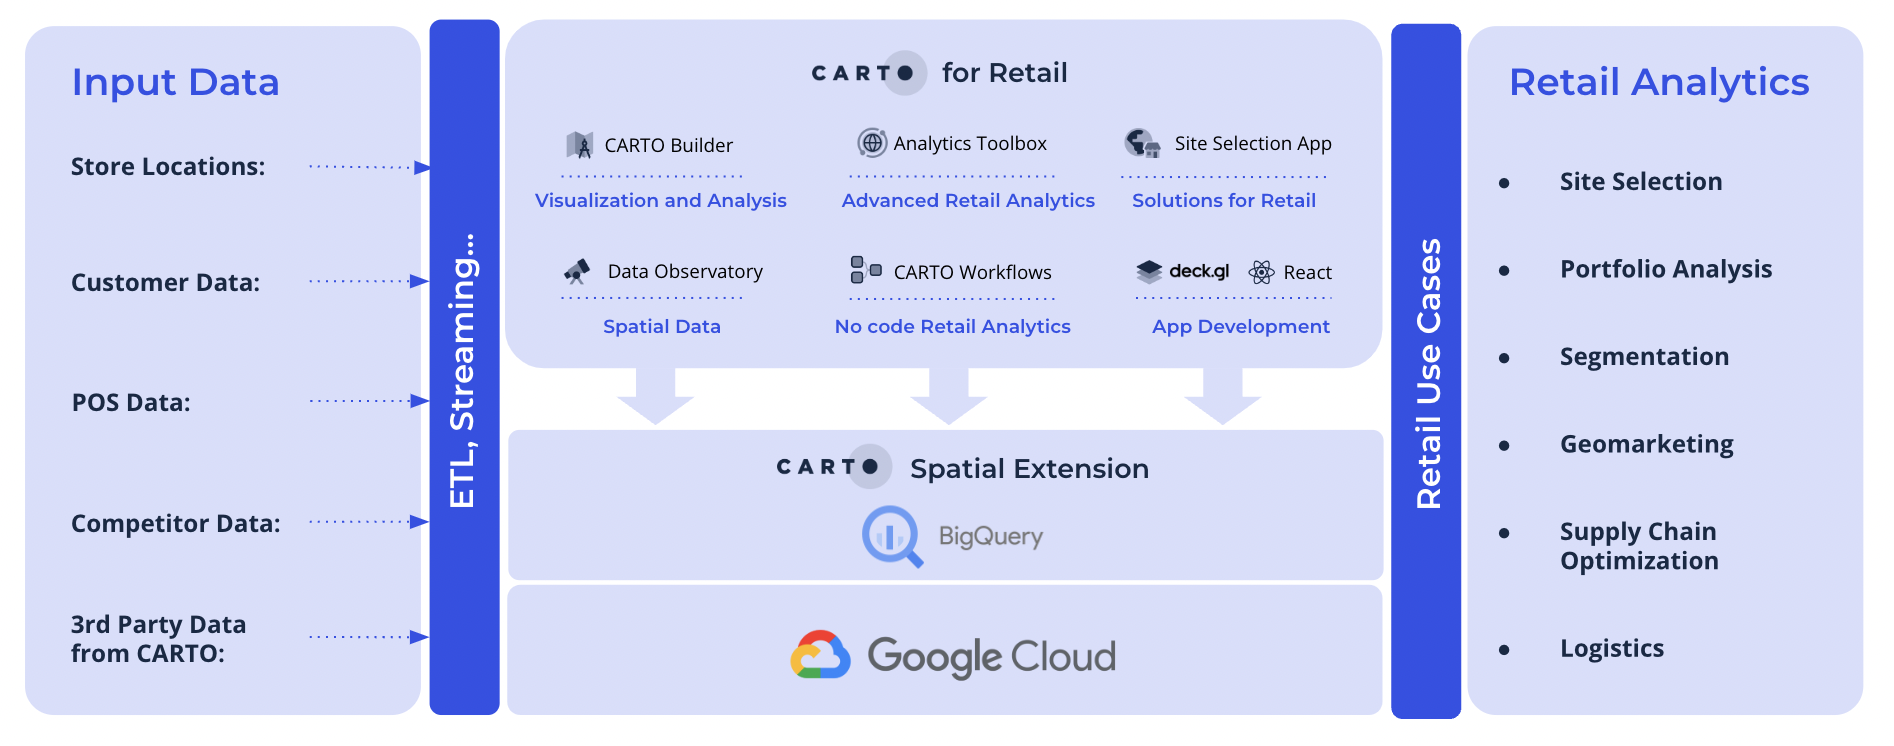 Input Data
Store Locations:
Customer Data:
POS Data:
Competitor Data:
3rd Party Data
from CARTO:
ETL, Streaming...
CARTO for Retail
CARTO Builder
Visualization and Analysis
Analytics Toolbox
Advanced Retail Analytics
Site Selection App
Solutions for Retail
Data Observatory
Spatial Data
CARTO Workflows
No code Retail Analytics
deck.gl React
App Development
CARTO Spatial Extension
BigQuery
Google Cloud
Retail Use Cases
Retail Analytics
● Site Selection
● Portfolio Analysis
● Segmentation
● Geomarketing
● Supply Chain
Optimization
● Logistics